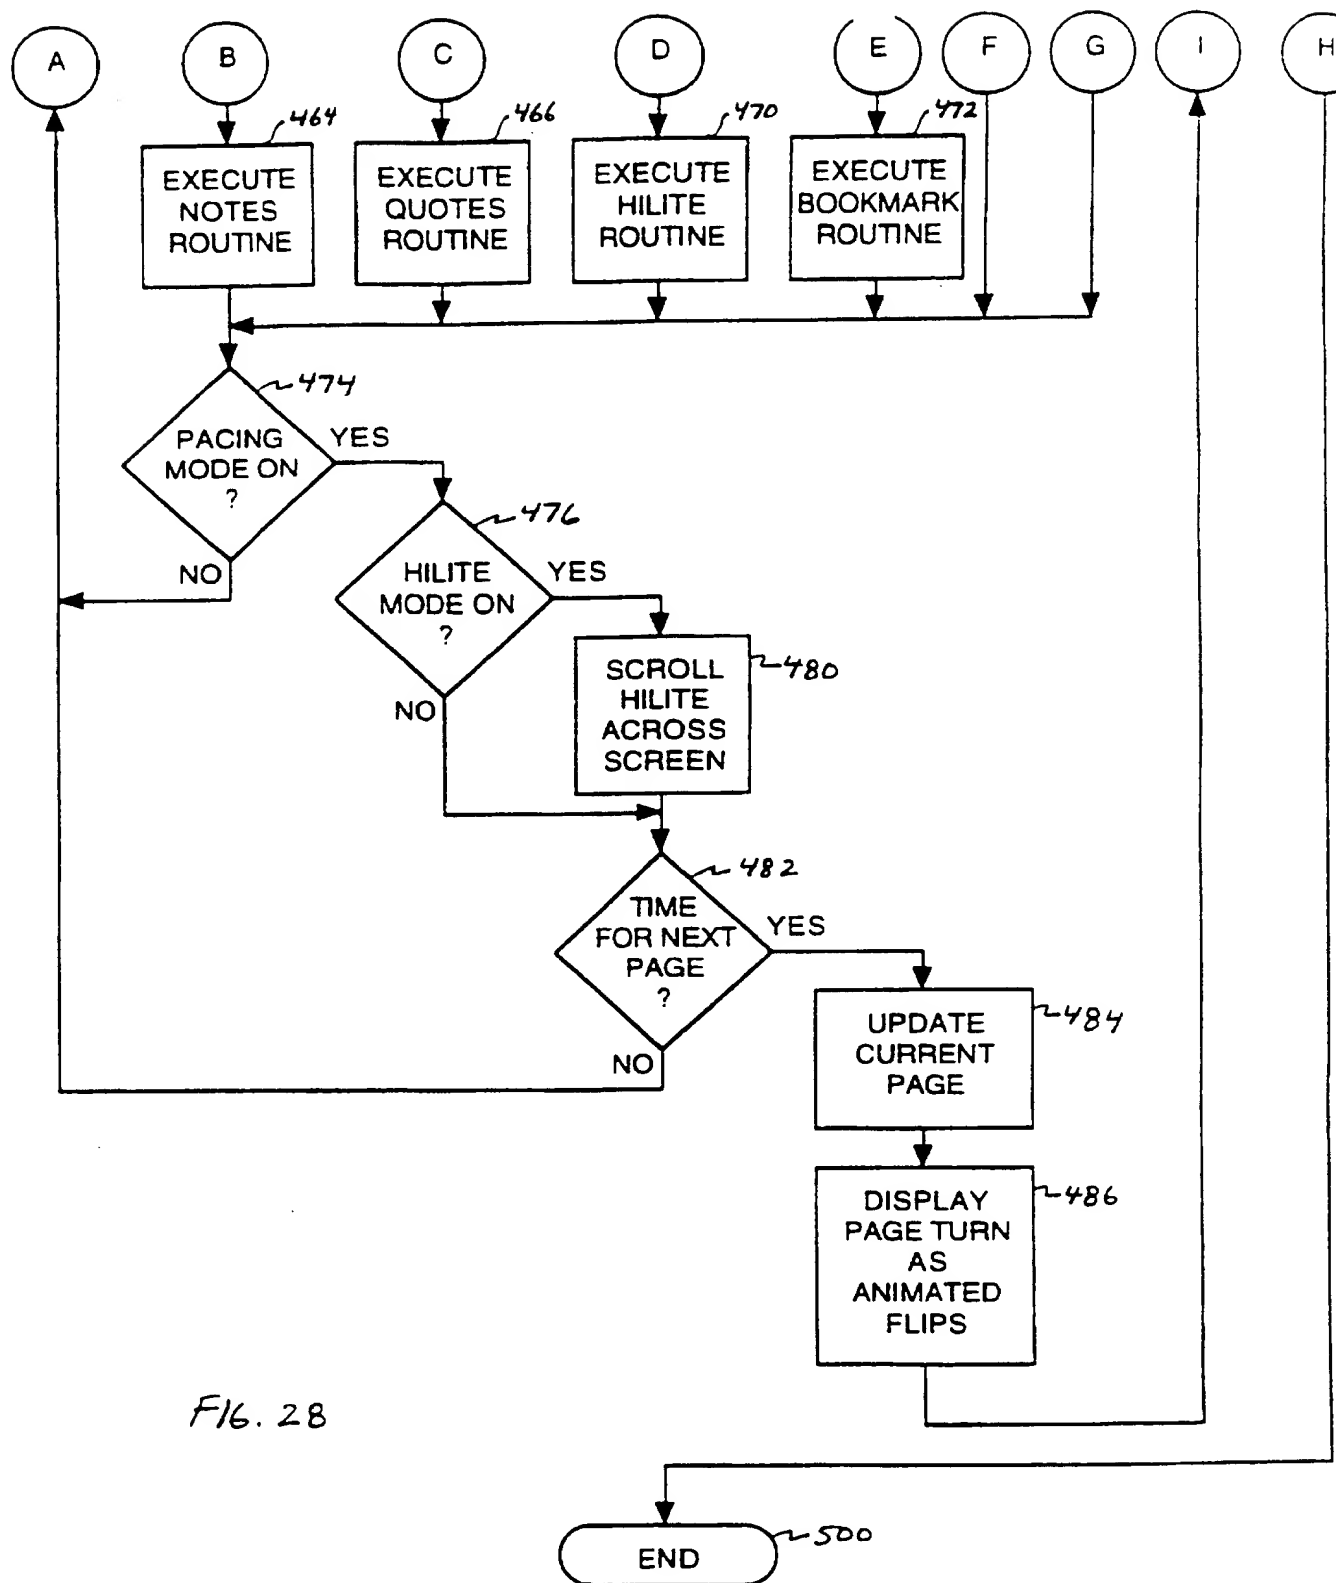 A
B
C
D
E
F
G
I
H
464
466
470
472
EXECUTE
NOTES
ROUTINE
EXECUTE
QUOTES
ROUTINE
EXECUTE
HILITE
ROUTINE
EXECUTE
BOOKMARK
ROUTINE
474
PACING
MODE ON
?
YES
NO
476
HILITE
MODE ON
?
YES
NO
480
SCROLL
HILITE
ACROSS
SCREEN
482
TIME
FOR NEXT
PAGE
?
YES
NO
484
UPDATE
CURRENT
PAGE
486
DISPLAY
PAGE TURN
AS
ANIMATED
FLIPS
FIG. 28
500
END